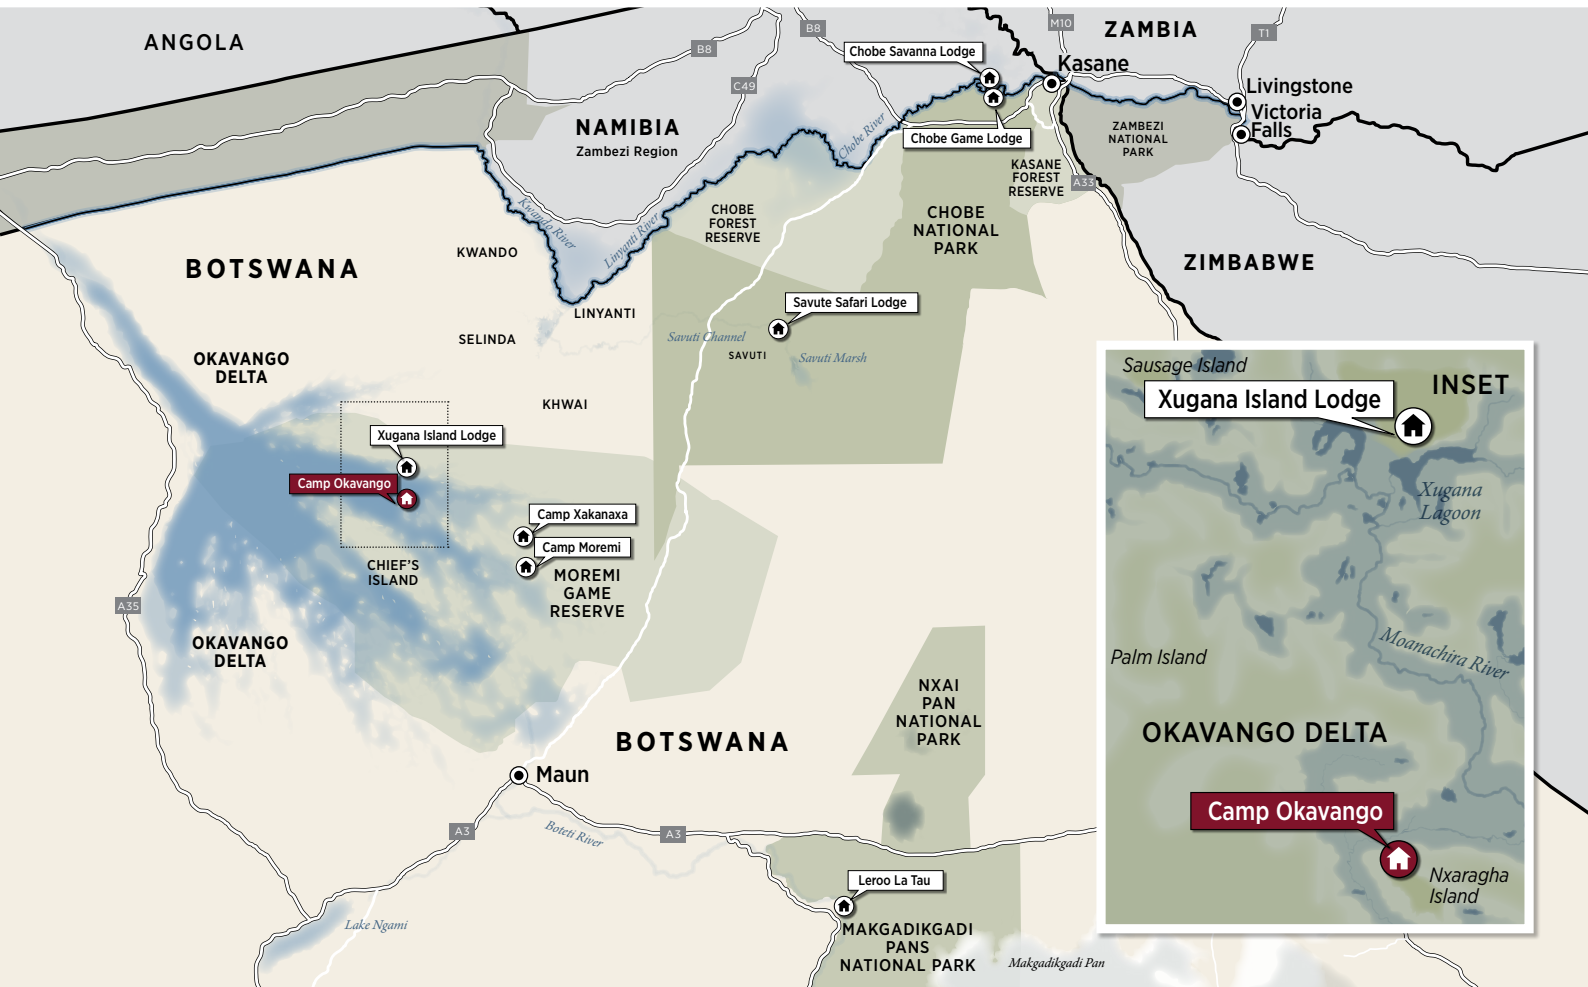 ANGOLA
B8
B8
M10
ZAMBIA
T1
C49
Chobe Savanna Lodge
Kasane
Livingstone
Victoria
Falls
NAMIBIA
Zambezi Region
Chobe River
Chobe Game Lodge
ZAMBEZI
NATIONAL
PARK
KASANE
FOREST
RESERVE
A33
Kwando River
Linyanti River
CHOBE
FOREST
RESERVE
CHOBE
NATIONAL
PARK
KWANDO
BOTSWANA
ZIMBABWE
LINYANTI
Savute Safari Lodge
SELINDA
Savuti Channel
SAVUTI
Savuti Marsh
OKAVANGO
DELTA
KHWAI
Xugana Island Lodge
Camp Okavango
Camp Xakanaxa
Camp Moremi
CHIEF'S
ISLAND
MOREMI
GAME
RESERVE
A35
OKAVANGO
DELTA
NXAI
PAN
NATIONAL
PARK
BOTSWANA
Maun
A3
Boteti River
A3
Leroo La Tau
Lake Ngami
MAKGADIKGADI
PANS
NATIONAL PARK
Makgadikgadi Pan
Sausage Island
INSET
Xugana Island Lodge
Xugana
Lagoon
Moanachira River
Palm Island
OKAVANGO DELTA
Camp Okavango
Nxaragha
Island